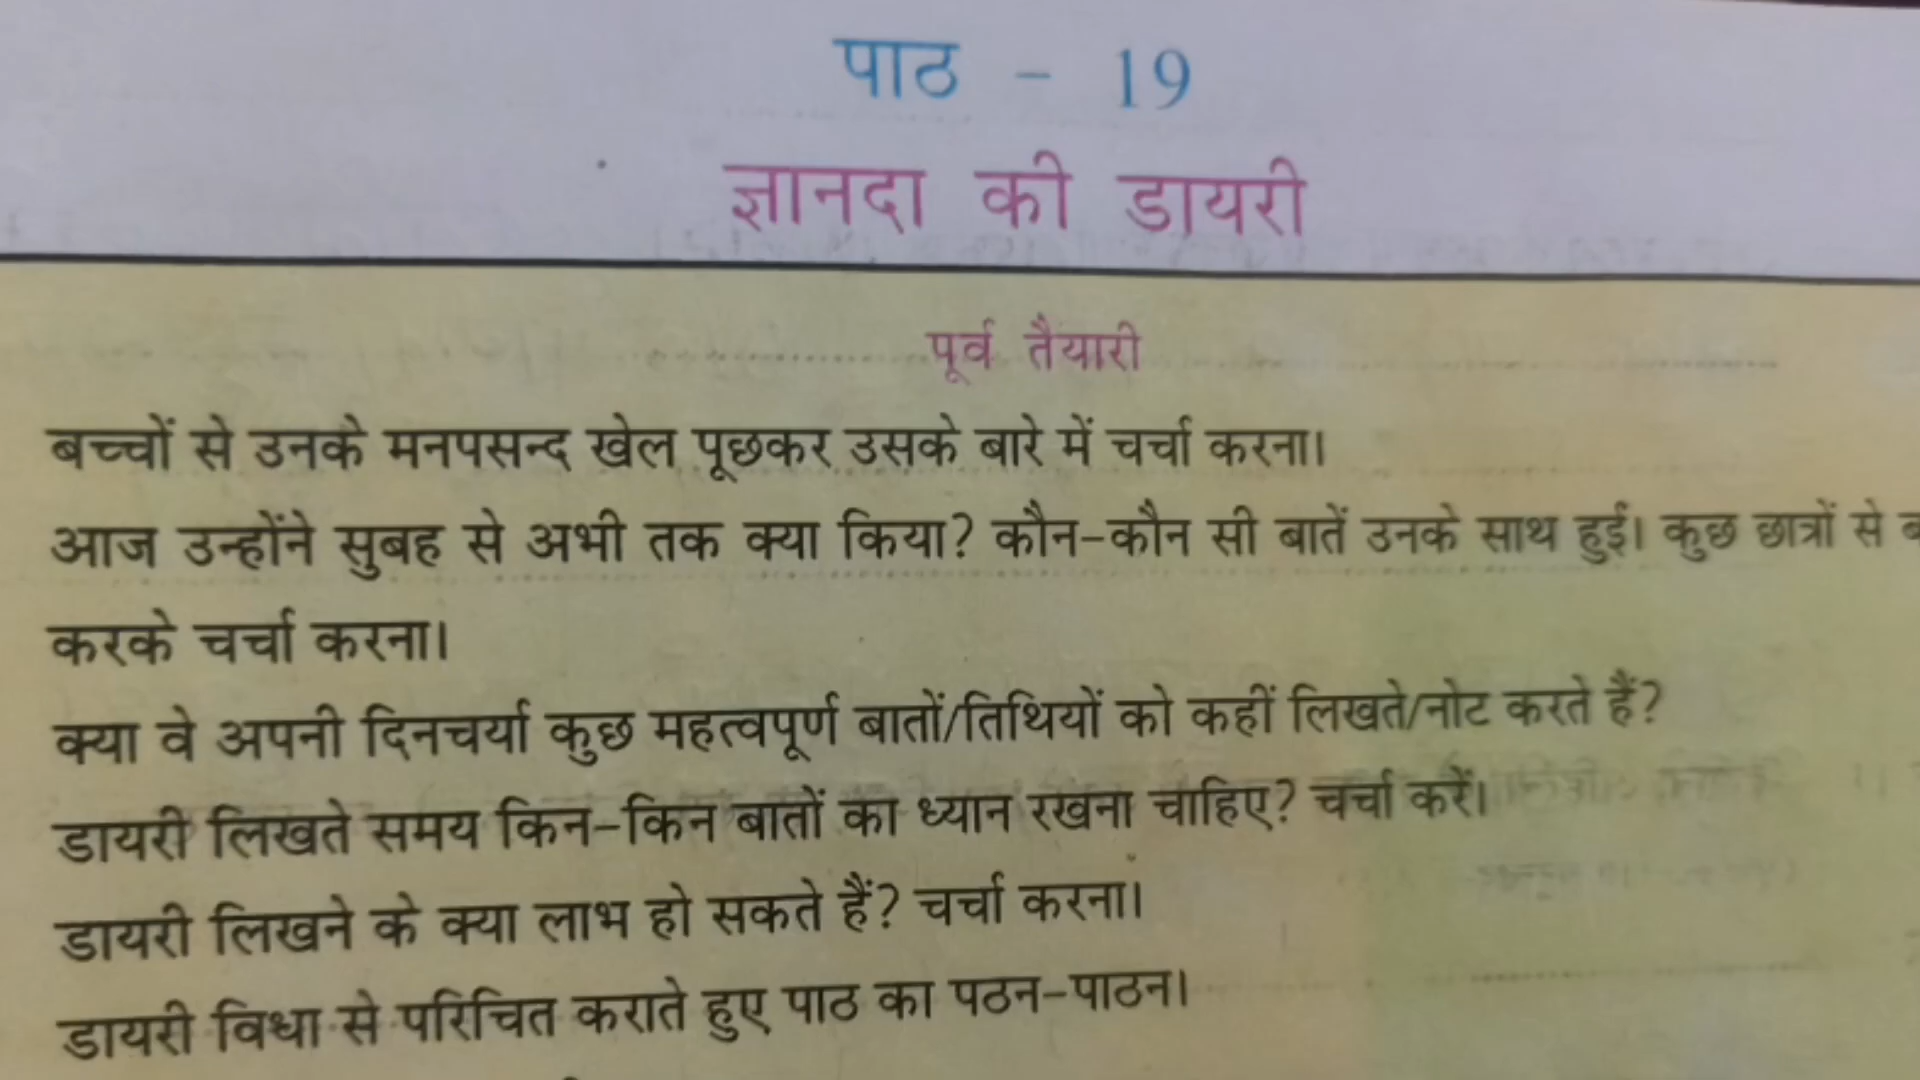 पाठ - 19
ज्ञानदा की डायरी
पूर्व तैयारी
बच्चों से उनके मनपसन्द खेल पूछकर उसके बारे में चर्चा करना।
आज उन्होंने सुबह से अभी तक क्या किया? कौन-कौन सी बातें उनके साथ हुई। कुछ छात्रों से
करके चर्चा करना।
क्या वे अपनी दिनचर्या कुछ महत्वपूर्ण बातों/तिथियों को कहीं लिखते/नोट करते हैं?
डायरी लिखते समय किन-किन बातों का ध्यान रखना चाहिए? चर्चा करें।
डायरी लिखने के क्या लाभ हो सकते हैं? चर्चा करना।
डायरी विधा से परिचित कराते हुए पाठ का पठन-पाठन।